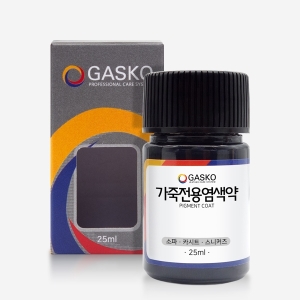 GASKO
PROFESSIONAL CARE SYS
25ml
GASKO
가죽전용염색약
PIGMENT COAT
소파 · 카시트 · 스니커즈
- 25ml -